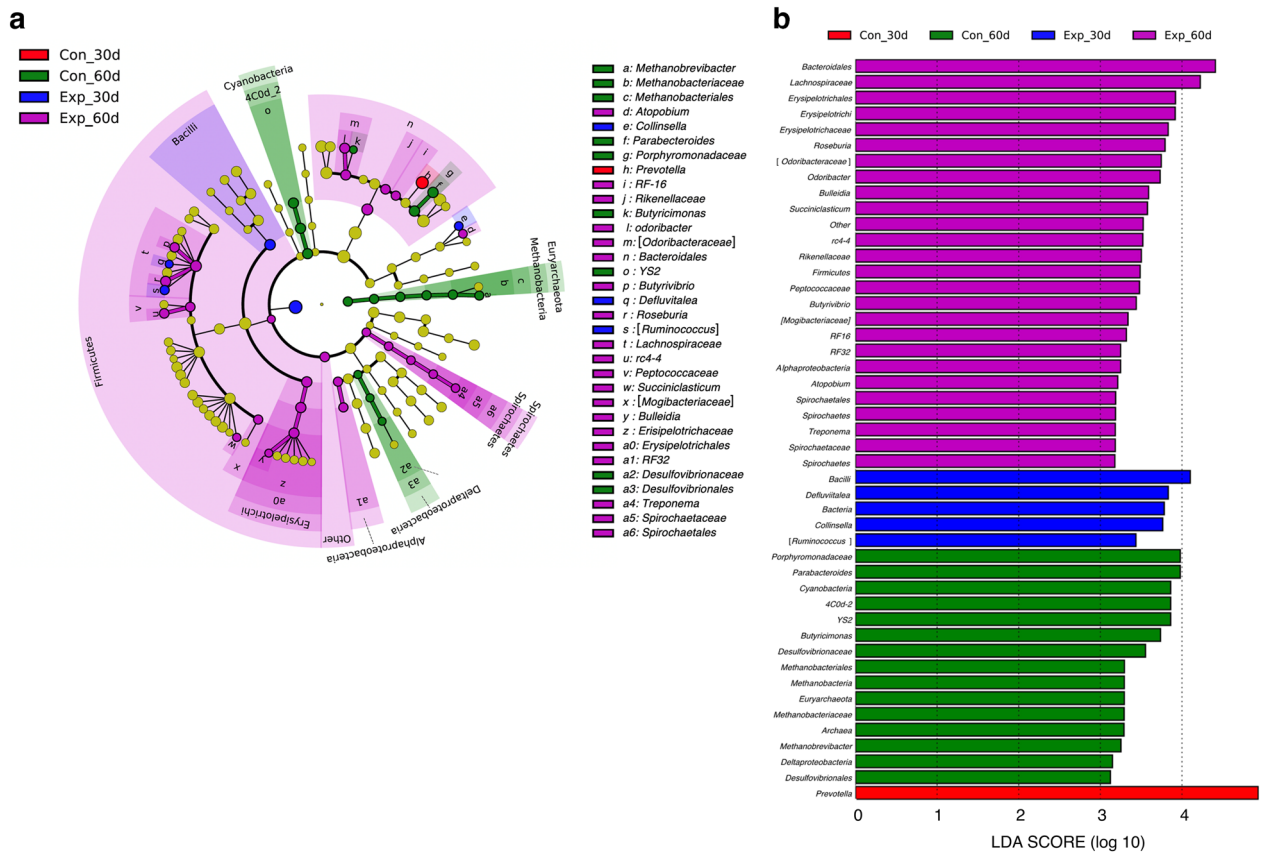 a
Con_30d
Con_60d
Exp_30d
Exp_60d
Cyanobacteria
4C0d_2
o
Bacilli
m
n
l
k
j
i
h
g
f
e
d
Euryarchaeota
Methanobacteria
c
b
a
t
p
q
r
s
v
u
Firmicutes
w
x
y
z
a0
Erysipelotrichi
Other
a1
Alphaproteobacteria
a2
a3
Deltaproteobacteria
a4
a5
a6
Spirochaetes
Spirochaetes
a: Methanobrevibacter
b: Methanobacteriaceae
c: Methanobacteriales
d: Atopobium
e: Collinsella
f: Parabecteroides
g: Porphyromonadaceae
h: Prevotella
i : RF-16
j : Rikenellaceae
k: Butyricimonas
l: odoribacter
m: [Odoribacteraceae]
n : Bacteroidales
o : YS2
p : Butyrivibrio
q : Defluvitalea
r : Roseburia
s : [Ruminococcus]
t : Lachnospiraceae
u: rc4-4
v: Peptococcaceae
w: Succiniclasticum
x : [Mogibacteriaceae]
y : Bulleidia
z : Erisipelotrichaceae
a0: Erysipelotrichales
a1: RF32
a2: Desulfovibrionaceae
a3: Desulfovibrionales
a4: Treponema
a5: Spirochaetaceae
a6: Spirochaetales
b
Con_30d
Con_60d
Exp_30d
Exp_60d
Bacteroidales
Lachnospiraceae
Erysipelotrichales
Erysipelotrichi
Erysipelotrichaceae
Roseburia
[ Odoribacteraceae ]
Odoribacter
Bulleidia
Succiniclasticum
Other
rc4-4
Rikenellaceae
Firmicutes
Peptococcaceae
Butyrivibrio
[Mogibacteriaceae]
RF16
RF32
Alphaproteobacteria
Atopobium
Spirochaetales
Spirochaetes
Treponema
Spirochaetaceae
Spirochaetes
Bacilli
Defluviitalea
Bacteria
Collinsella
[Ruminococcus ]
Porphyromonadaceae
Parabacteroides
Cyanobacteria
4C0d-2
YS2
Butyricimonas
Desulfovibrionaceae
Methanobacteriales
Methanobacteria
Euryarchaeota
Methanobacteriaceae
Archaea
Methanobrevibacter
Deltaproteobacteria
Desulfovibrionales
Prevotella
0 1 2 3 4
LDA SCORE (log 10)